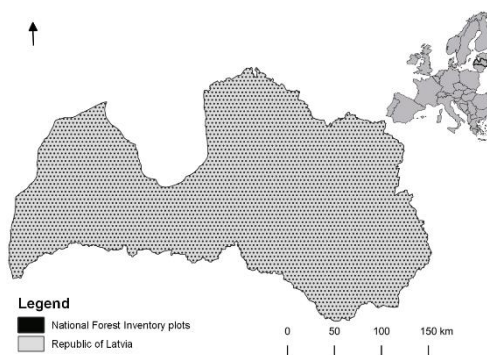 Legend
National Forest Inventory plots
Republic of Latvia
0 50 100 150 km